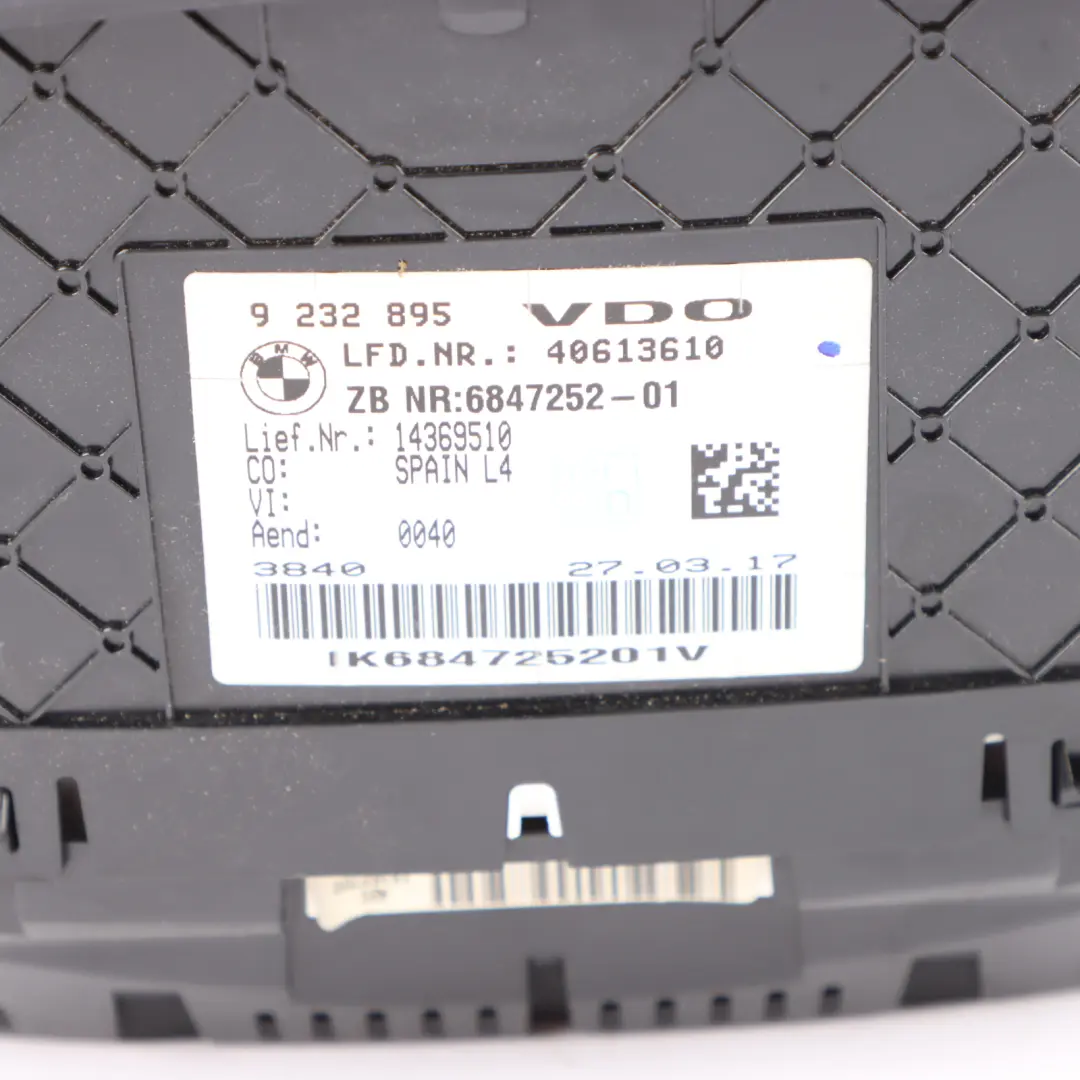 9 232 895 VDO
BMW
LFD.NR.: 40613610
ZB NR:6847252-01
Lief.Nr.: 14369510
CO: SPAIN L4
VI:
Aend: 0040
3840 27.03.17
IK684725201V